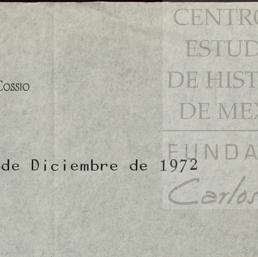 CENTRO
ESTUD
DE HIST
DE MEX
FUNDA
Carlos
Cossio
de Diciembre de 1972